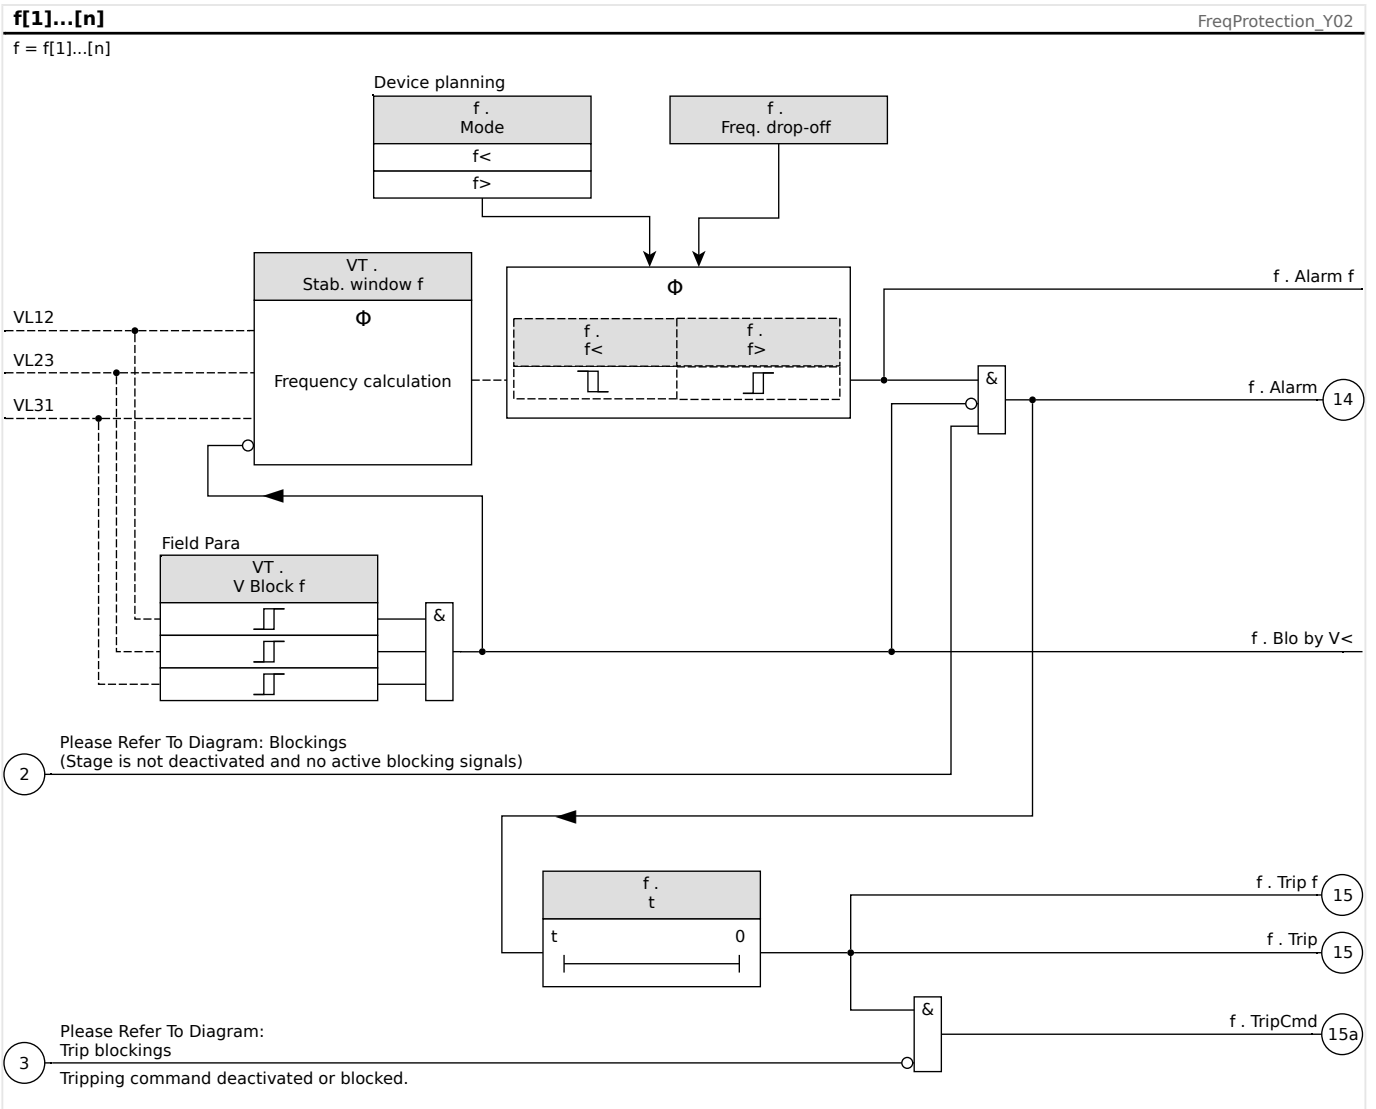 f[1]...[n]
FreqProtection_Y02
f = f[1]...[n]
Device planning
f .
Mode
f<
f>
f .
Freq. drop-off
VT .
Stab. window f
Φ
Frequency calculation
Φ
f .
f<
f .
f>
VL12
VL23
VL31
f . Alarm f
&
f . Alarm
14
Field Para
VT .
V Block f
&
f . Blo by V<
Please Refer To Diagram: Blockings
(Stage is not deactivated and no active blocking signals)
2
f .
t
t 0
f . Trip f
15
f . Trip
15
&
f . TripCmd
15a
Please Refer To Diagram:
Trip blockings
3
Tripping command deactivated or blocked.